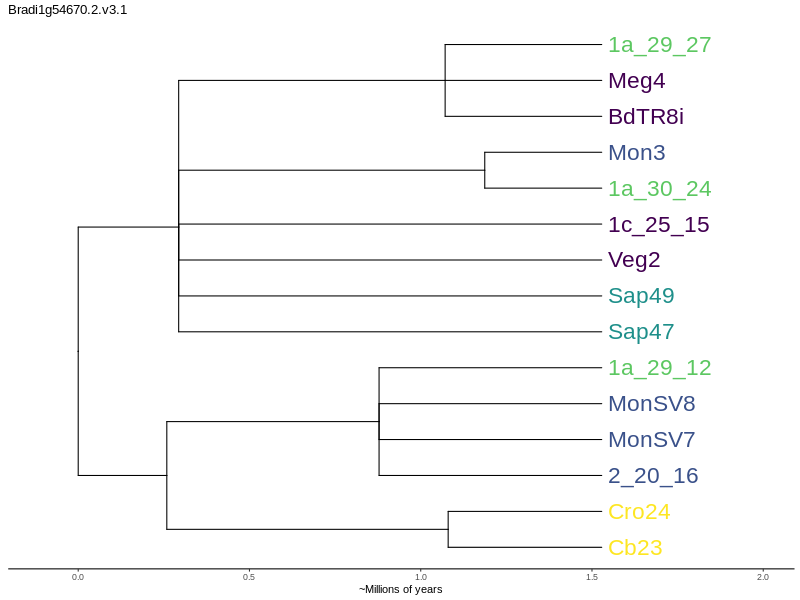 Bradi1g54670.2.v3.1
1a_29_27
Meg4
BdTR8i
Mon3
1a_30_24
1c_25_15
Veg2
Sap49
Sap47
1a_29_12
MonSV8
MonSV7
2_20_16
Cro24
Cb23
0.0 0.5 1.0 1.5 2.0
~Millions of years